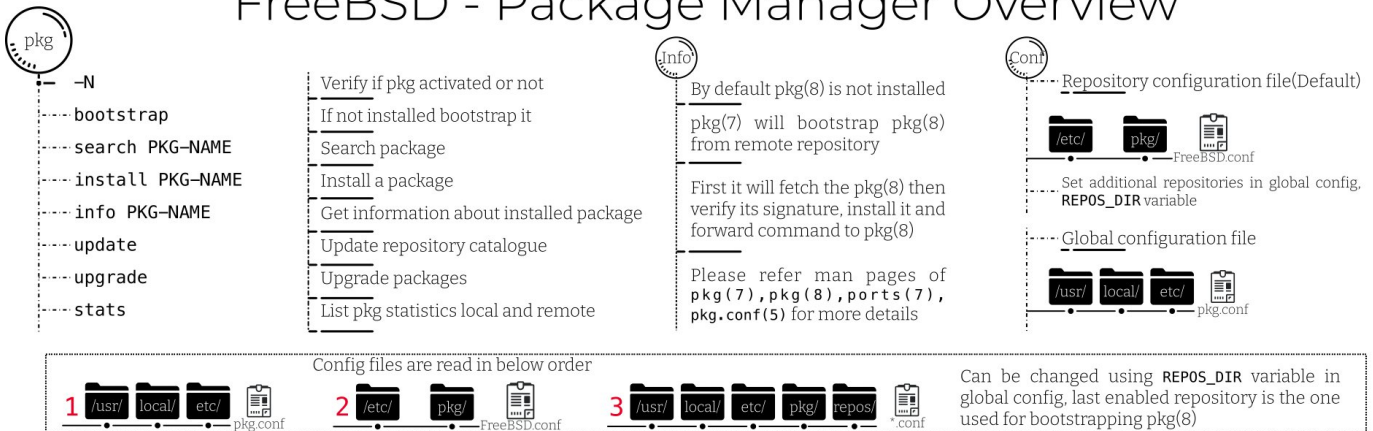 FreeBSD - Package Manager Overview
pkg
-N
bootstrap
search PKG-NAME
install PKG-NAME
info PKG-NAME
update
upgrade
stats
Verify if pkg activated or not
If not installed bootstrap it
Search package
Install a package
Get information about installed package
Update repository catalogue
Upgrade packages
List pkg statistics local and remote
Info
By default pkg(8) is not installed
pkg(7) will bootstrap pkg(8)
from remote repository
First it will fetch the pkg(8) then
verify its signature, install it and
forward command to pkg(8)
Please refer man pages of
pkg(7),pkg(8),ports(7),
pkg.conf(5) for more details
Conf
Repository configuration file(Default)
/etc/ pkg/ FreeBSD.conf
Set additional repositories in global config,
REPOS_DIR variable
Global configuration file
/usr/ local/ etc/ pkg.conf
Config files are read in below order
1 /usr/ local/ etc/ pkg.conf
2 /etc/ pkg/ FreeBSD.conf
3 /usr/ local/ etc/ pkg/ repos/ *.conf
Can be changed using REPOS_DIR variable in
global config, last enabled repository is the one
used for bootstrapping pkg(8)